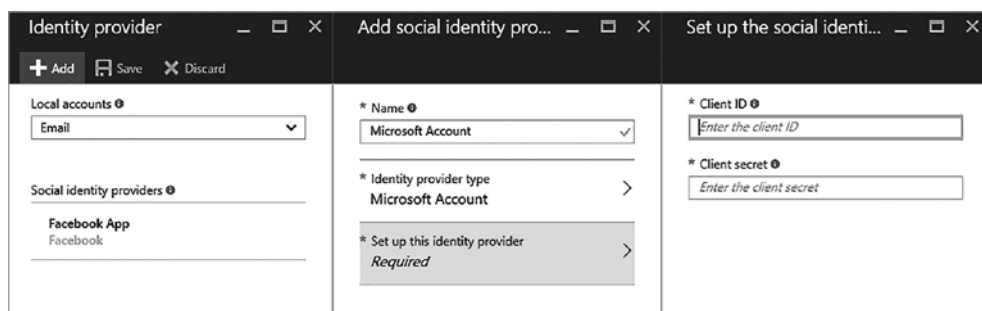 Identity provider
Add
Save
Discard
Local accounts
Email
Social identity providers
Facebook App
Facebook
Add social identity pro...
* Name
Microsoft Account
* Identity provider type
Microsoft Account
* Set up this identity provider
Required
Set up the social identi...
* Client ID
Enter the client ID
* Client secret
Enter the client secret